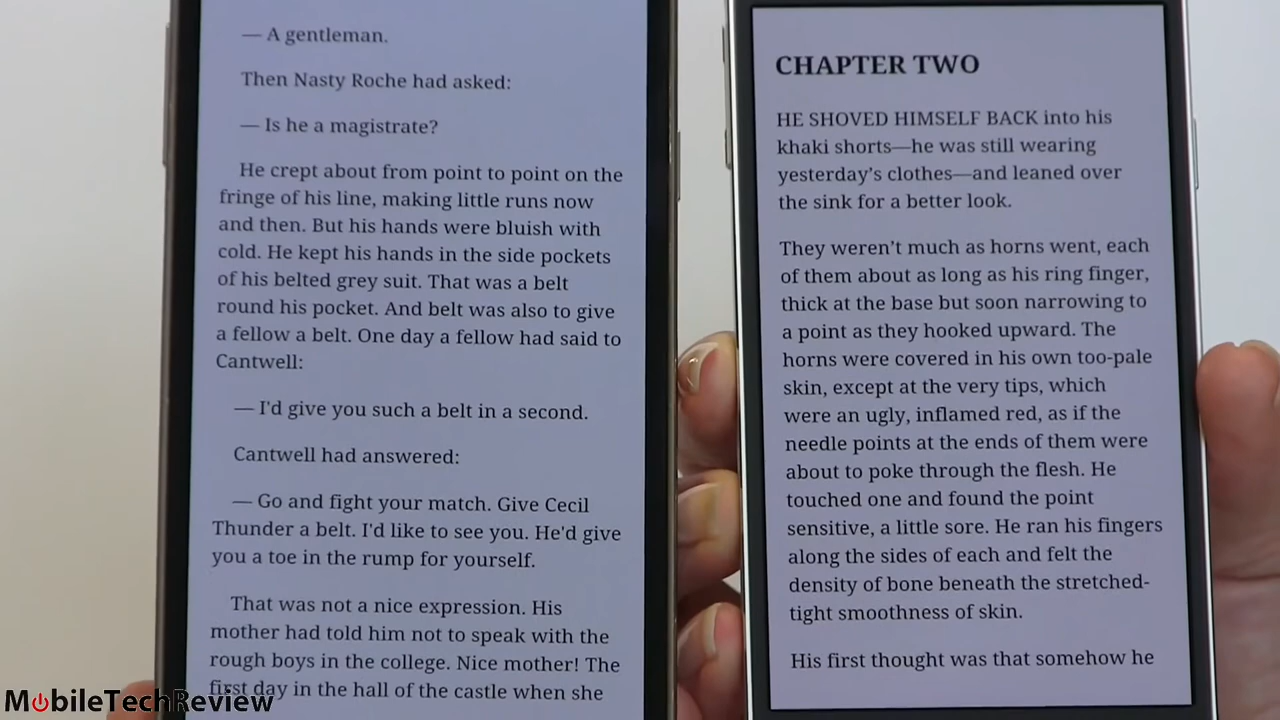 — A gentleman.
Then Nasty Roche had asked:
— Is he a magistrate?
He crept about from point to point on the
fringe of his line, making little runs now
and then. But his hands were bluish with
cold. He kept his hands in the side pockets
of his belted grey suit. That was a belt
round his pocket. And belt was also to give
a fellow a belt. One day a fellow had said to
Cantwell:
— I'd give you such a belt in a second.
Cantwell had answered:
— Go and fight your match. Give Cecil
Thunder a belt. I'd like to see you. He'd give
you a toe in the rump for yourself.
That was not a nice expression. His
mother had told him not to speak with the
rough boys in the college. Nice mother! The
first day in the hall of the castle when she
CHAPTER TWO
HE SHOVED HIMSELF BACK into his
khaki shorts—he was still wearing
yesterday’s clothes—and leaned over
the sink for a better look.
They weren’t much as horns went, each
of them about as long as his ring finger,
thick at the base but soon narrowing to
a point as they hooked upward. The
horns were covered in his own too-pale
skin, except at the very tips, which
were an ugly, inflamed red, as if the
needle points at the ends of them were
about to poke through the flesh. He
touched one and found the point
sensitive, a little sore. He ran his fingers
along the sides of each and felt the
density of bone beneath the stretched-
tight smoothness of skin.
His first thought was that somehow he
MobileTechReview